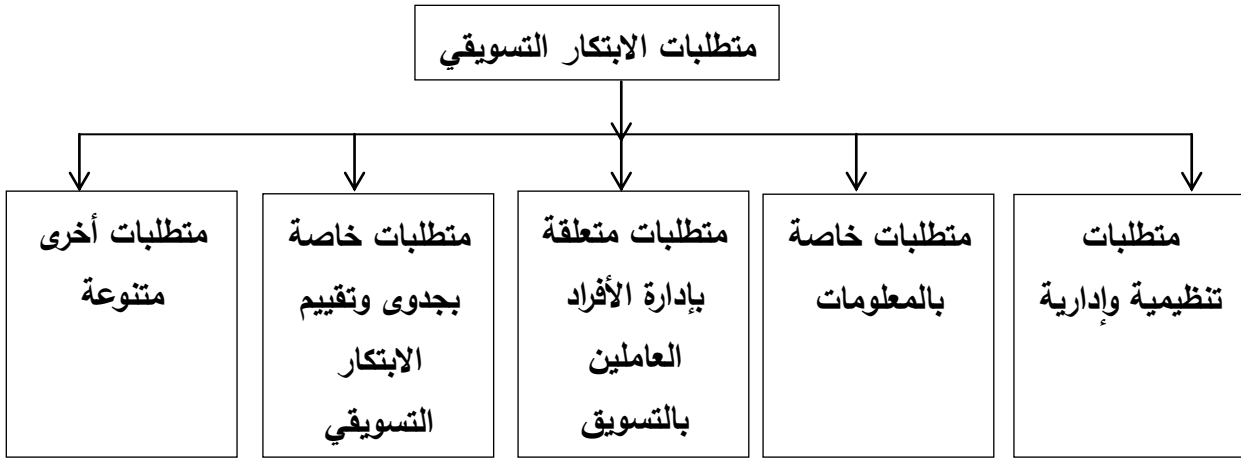 متطلبات الابتكار التسويقي
متطلبات
تنظيمية وإدارية
متطلبات خاصة
بالمعلومات
متطلبات متعلقة
بإدارة الأفراد
العاملين
بالتسويق
متطلبات خاصة
بجدوى وتقييم
الابتكار
التسويقي
متطلبات أخرى
متنوعة